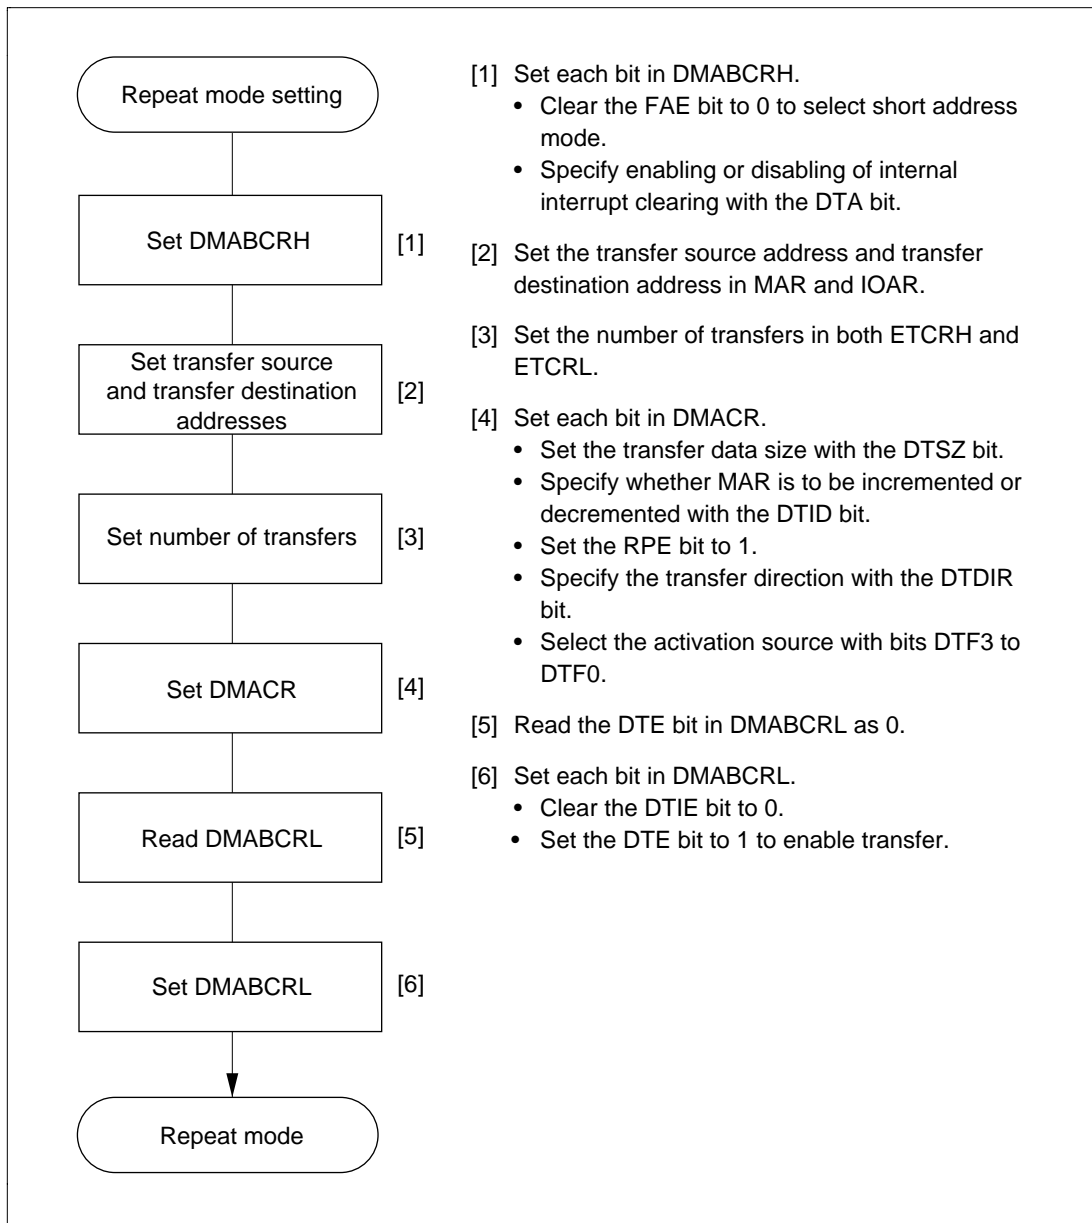 Repeat mode setting
Set DMABCRH
[1]
Set transfer source
and transfer destination
addresses
[2]
Set number of transfers
[3]
Set DMACR
[4]
Read DMABCRL
[5]
Set DMABCRL
[6]
Repeat mode
[1] Set each bit in DMABCRH.
• Clear the FAE bit to 0 to select short address
mode.
• Specify enabling or disabling of internal
interrupt clearing with the DTA bit.
[2] Set the transfer source address and transfer
destination address in MAR and IOAR.
[3] Set the number of transfers in both ETCRH and
ETCRL.
[4] Set each bit in DMACR.
• Set the transfer data size with the DTSZ bit.
• Specify whether MAR is to be incremented or
decremented with the DTID bit.
• Set the RPE bit to 1.
• Specify the transfer direction with the DTDIR
bit.
• Select the activation source with bits DTF3 to
DTF0.
[5] Read the DTE bit in DMABCRL as 0.
[6] Set each bit in DMABCRL.
• Clear the DTIE bit to 0.
• Set the DTE bit to 1 to enable transfer.